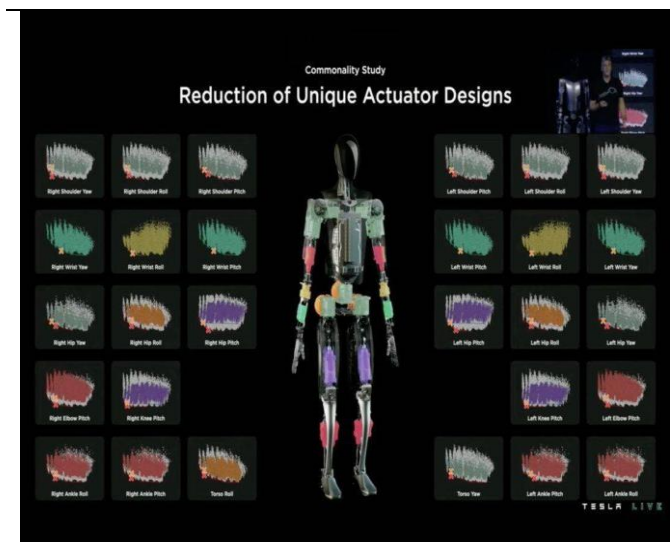 Commonality Study
Reduction of Unique Actuator Designs
Right Shoulder Yaw
Right Shoulder Roll
Right Shoulder Pitch
Left Shoulder Pitch
Left Shoulder Roll
Left Shoulder Yaw
Right Wrist Yaw
Right Wrist Roll
Right Wrist Pitch
Left Wrist Pitch
Left Wrist Roll
Left Wrist Yaw
Right Hip Yaw
Right Hip Roll
Right Hip Pitch
Left Hip Pitch
Left Hip Roll
Left Hip Yaw
Right Elbow Pitch
Right Knee Pitch
Left Knee Pitch
Left Elbow Pitch
Right Ankle Roll
Right Ankle Pitch
Torso Roll
Torso Yaw
Left Ankle Pitch
Left Ankle Roll
TESLA LIVE